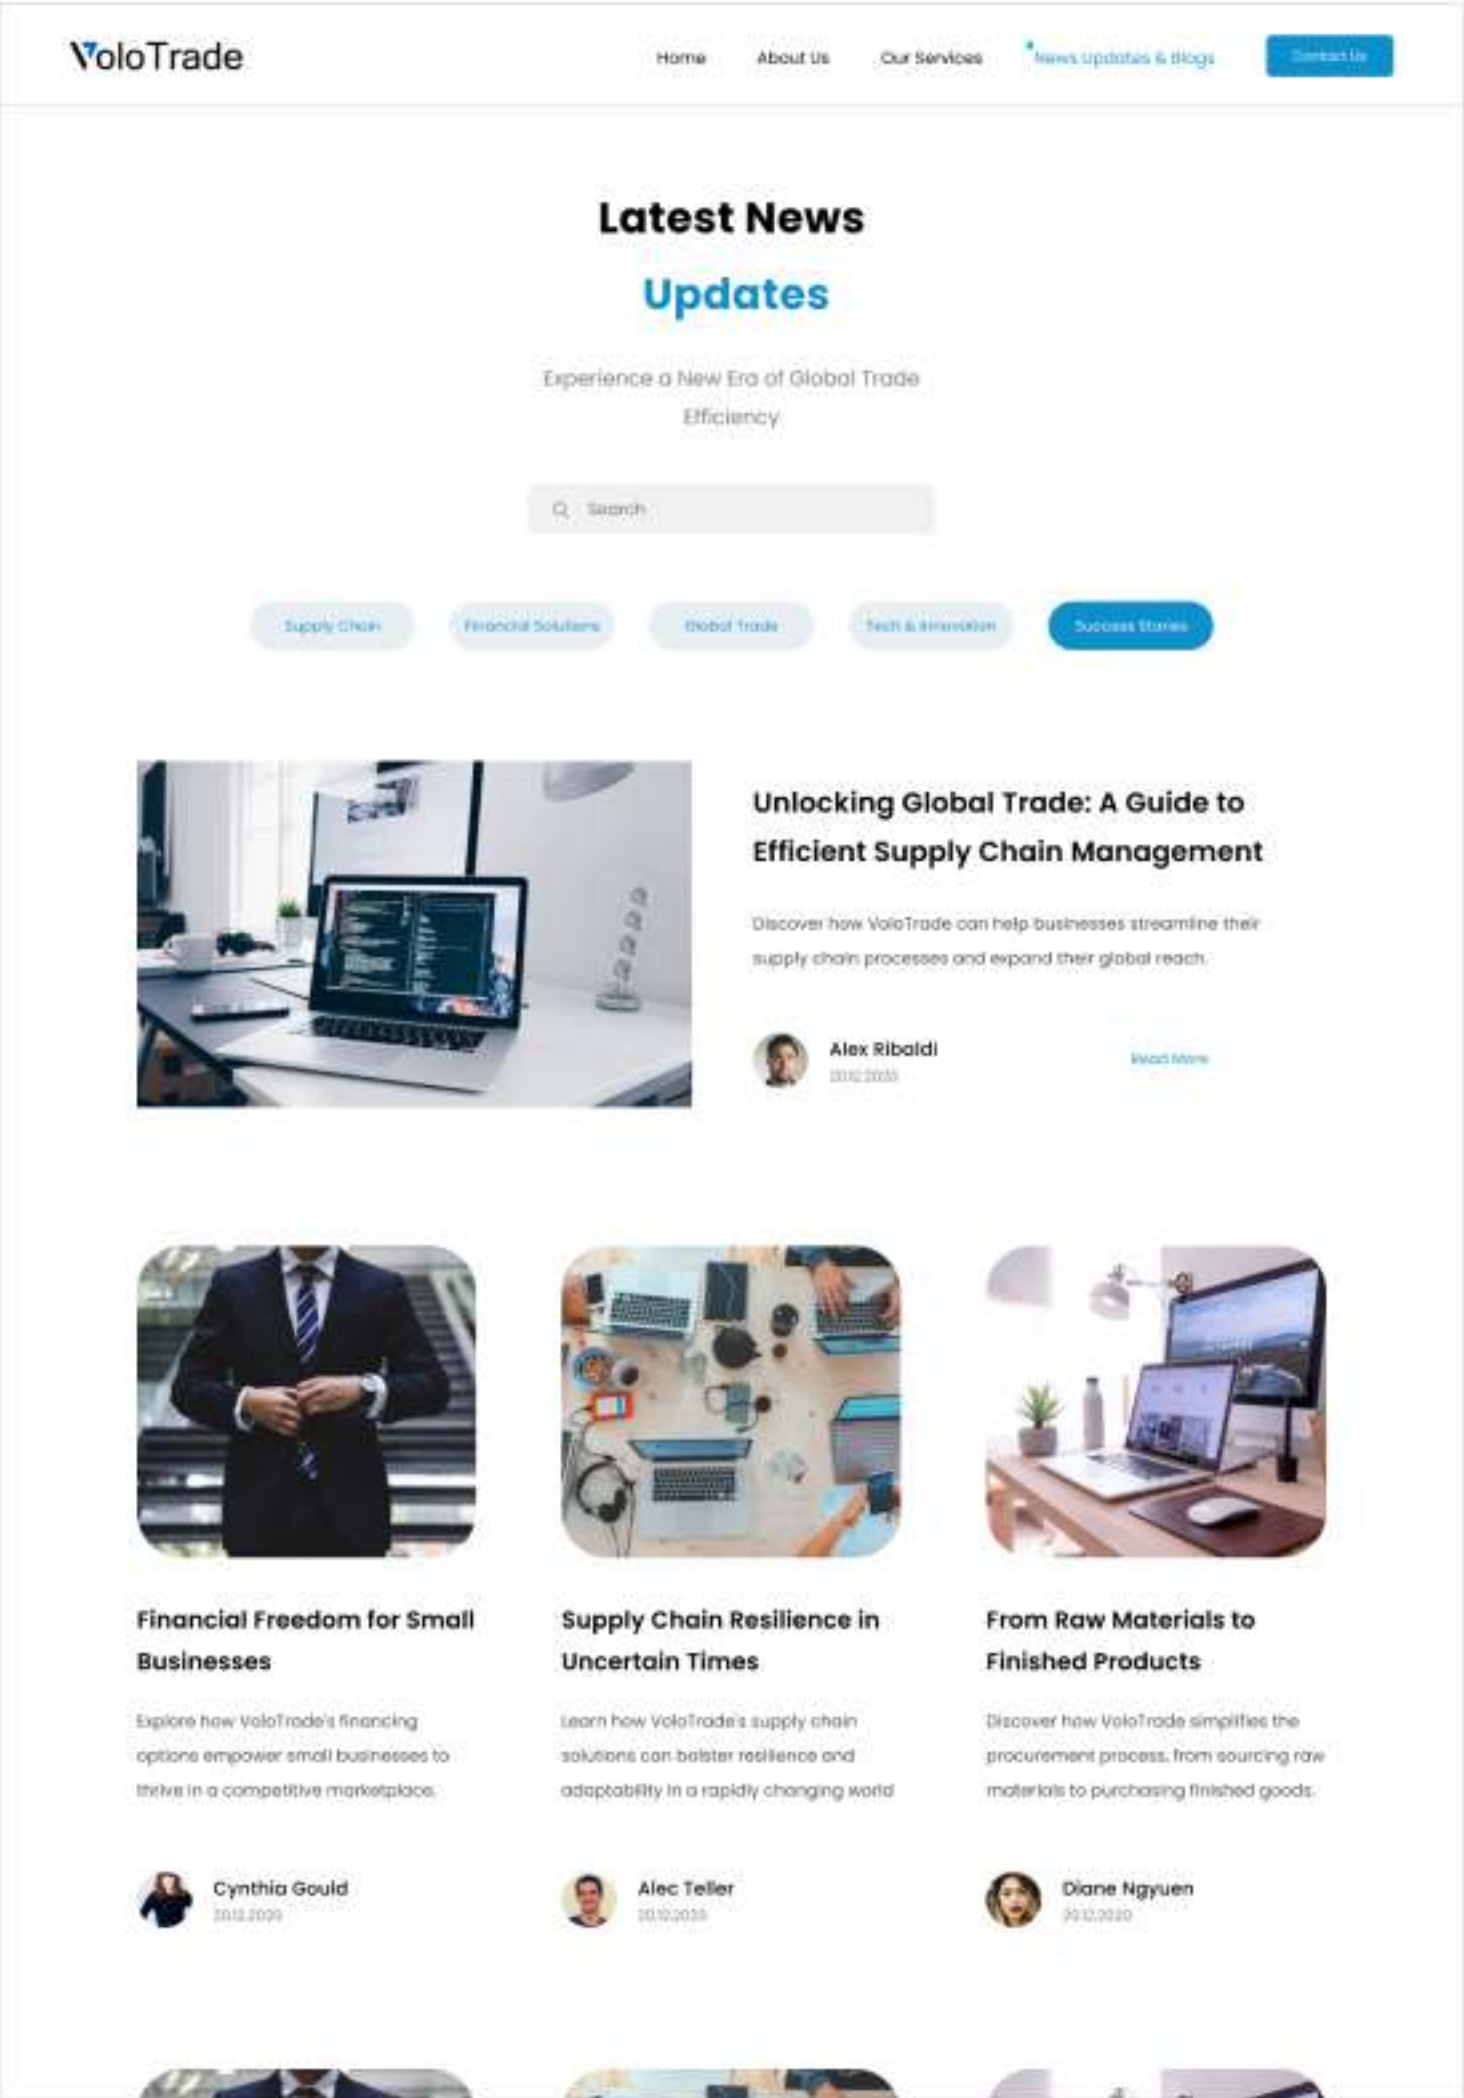 VoloTrade
Home
About Us
Our Services
News Updates & Blogs
Contact Us
Latest News
Updates
Experience a New Era of Global Trade
Efficiency
Search
Supply Chain
Financial Solutions
Global Trade
Tech & Innovation
Success Stories
Unlocking Global Trade: A Guide to
Efficient Supply Chain Management
Discover how VoloTrade can help businesses streamline their
supply chain processes and expand their global reach.
Alex Ribaldi
Read More
Financial Freedom for Small
Businesses
Explore how VoloTrade's financing
options empower small businesses to
thrive in a competitive marketplace.
Cynthia Gould
Supply Chain Resilience in
Uncertain Times
Learn how VoloTrade's supply chain
solutions can bolster resilience and
adaptability in a rapidly changing world
Alec Teller
From Raw Materials to
Finished Products
Discover how VoloTrade simplifies the
procurement process, from sourcing raw
materials to purchasing finished goods.
Diane Ngyuen